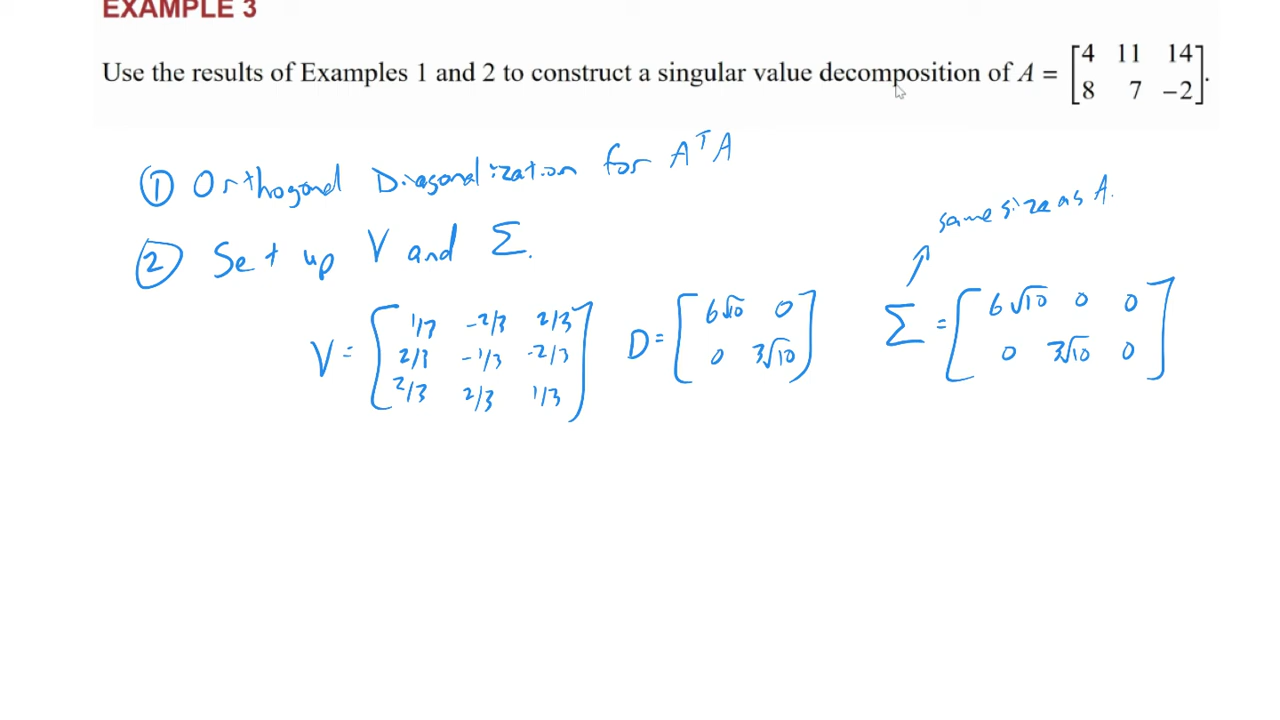 EXAMPLE 3
Use the results of Examples 1 and 2 to construct a singular value decomposition of A = [4 11 14; 8 7 -2].
① Orthogonal Diagonalization for AᵀA
② Set up V and Σ.
same size as A.
V = [1/3 -2/3 2/3; 2/3 -1/3 -2/3; 2/3 2/3 1/3] D = [6√10 0; 0 3√10] Σ = [6√10 0 0; 0 3√10 0]